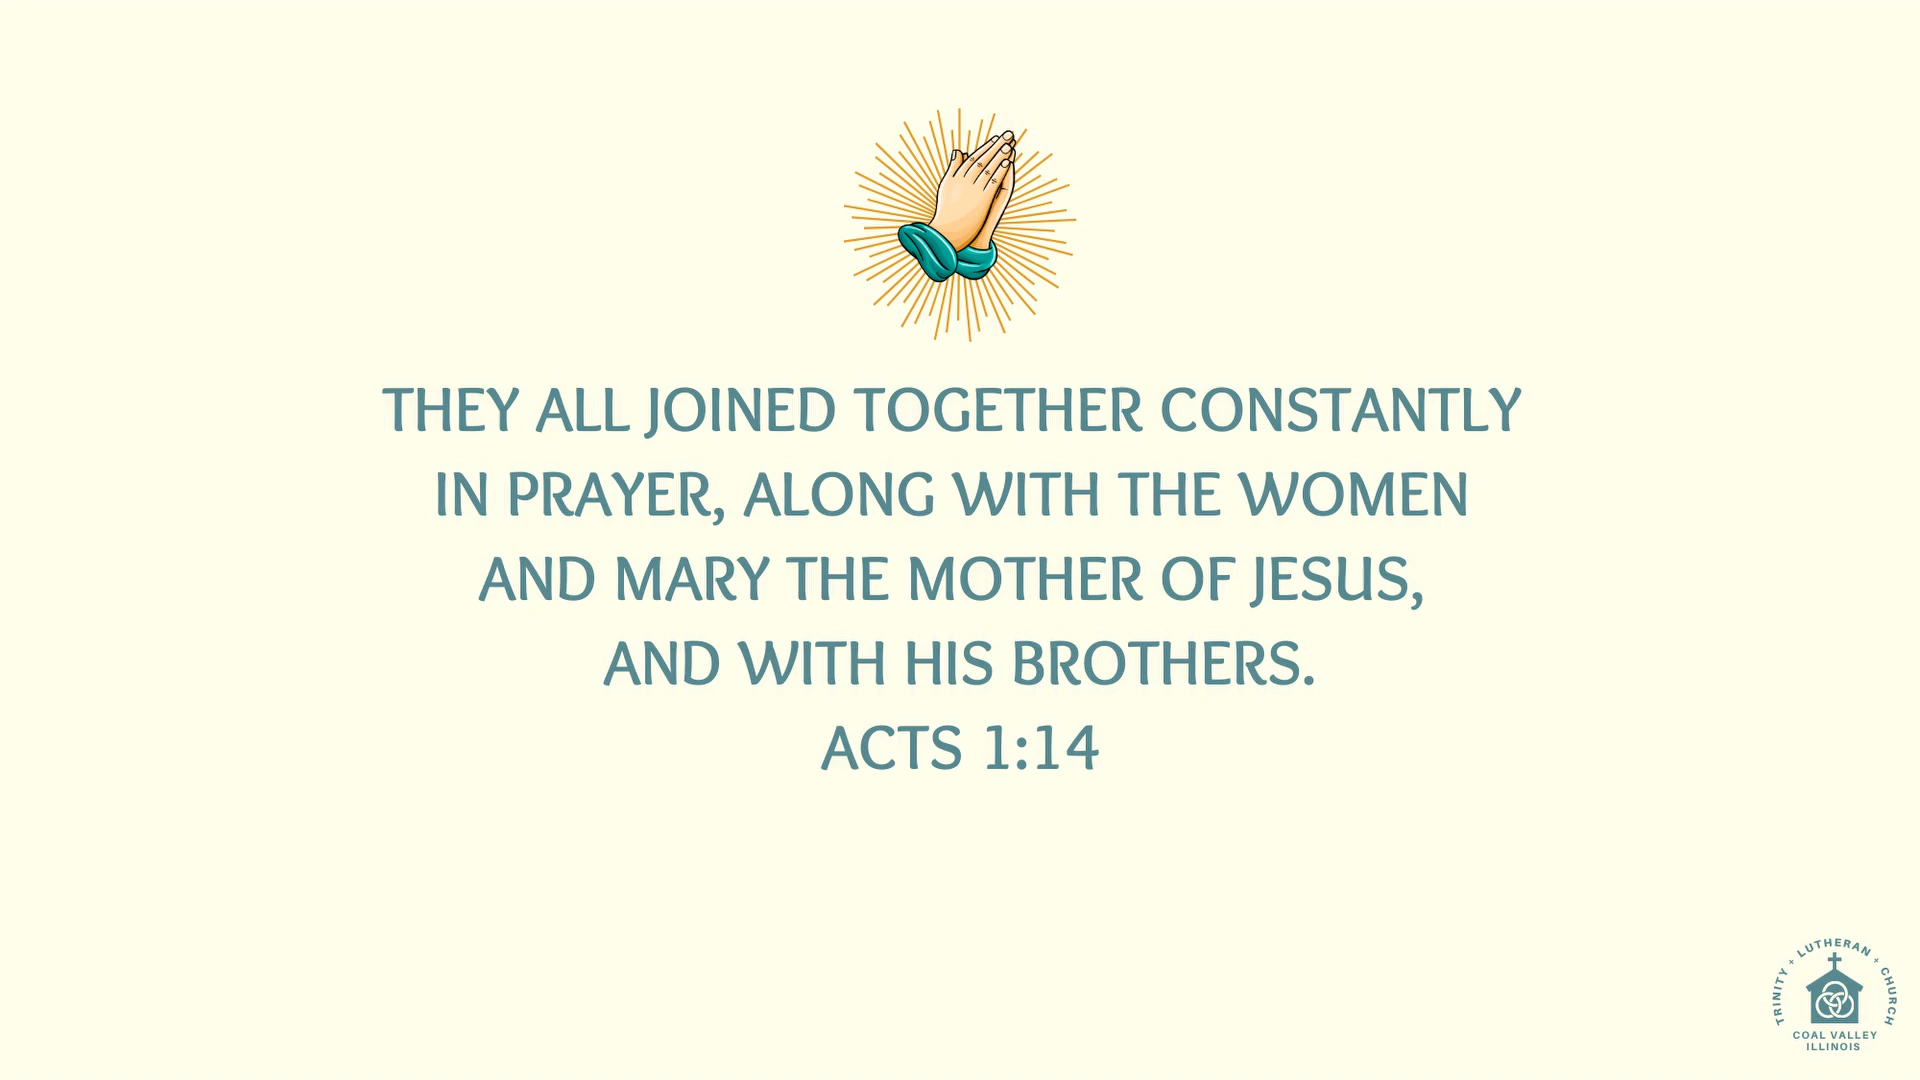 THEY ALL JOINED TOGETHER CONSTANTLY
IN PRAYER, ALONG WITH THE WOMEN
AND MARY THE MOTHER OF JESUS,
AND WITH HIS BROTHERS.
ACTS 1:14
TRINITY + LUTHERAN + CHURCH
COAL VALLEY
ILLINOIS